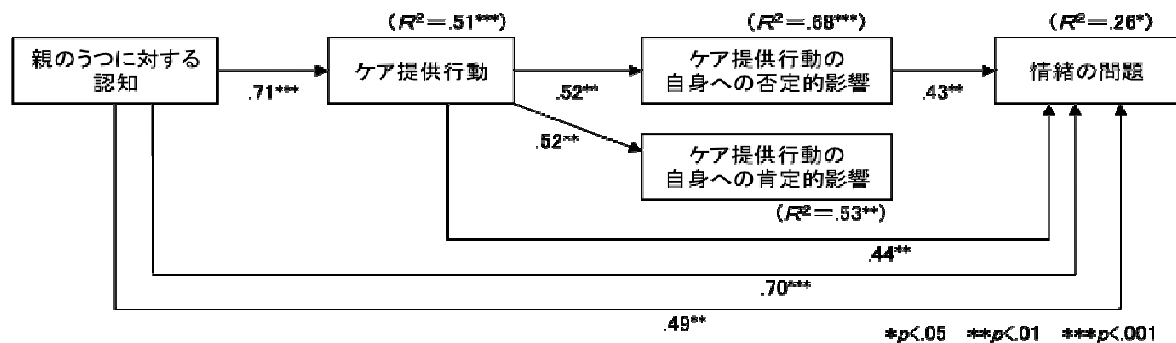 (R²=.51***)
(R²=.68***)
(R²=.26*)
親のうつに対する
認知
.71***
ケア提供行動
.52**
ケア提供行動の
自身への否定的影響
.43**
情緒の問題
.52**
ケア提供行動の
自身への肯定的影響
(R²=.53**)
.44**
.70***
.49**
*p<.05 **p<.01 ***p<.001